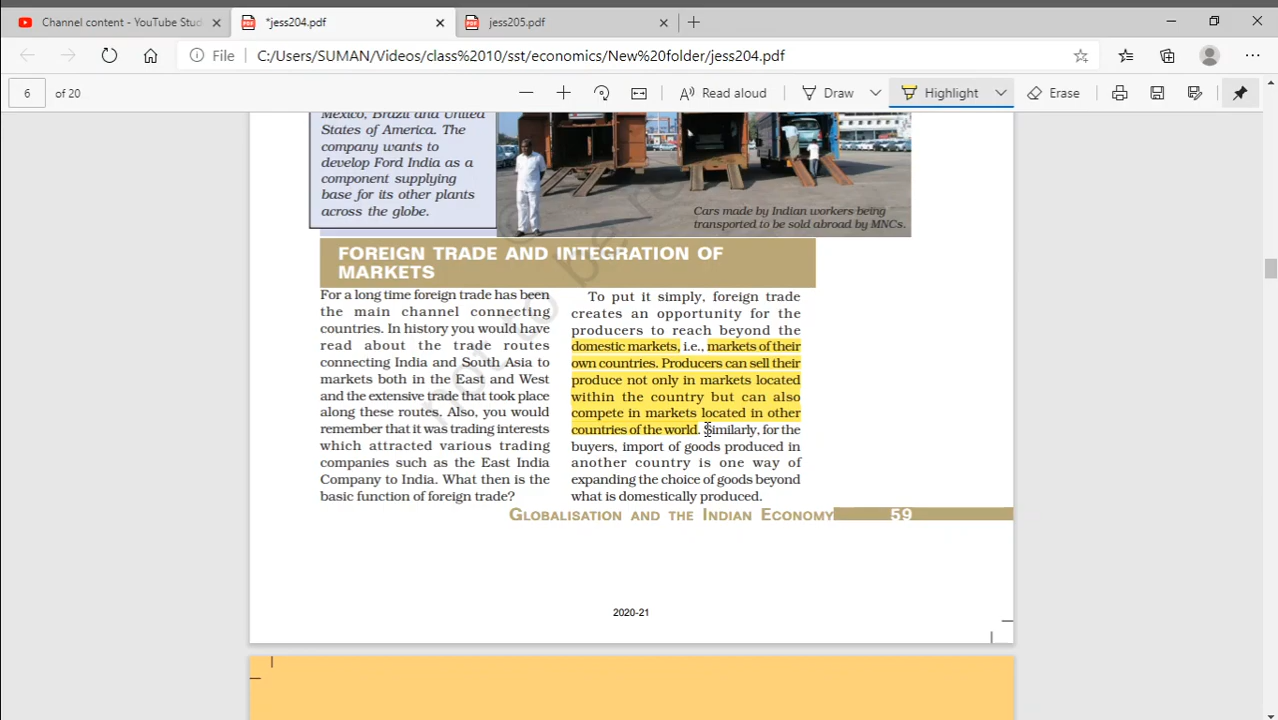 Channel content - YouTube Stud
*jess204.pdf
jess205.pdf
File
C:/Users/SUMAN/Videos/class%2010/sst/economics/New%20folder/jess204.pdf
6 of 20
Read aloud
Draw
Highlight
Erase
Mexico, Brazil and United
States of America. The
company wants to
develop Ford India as a
component supplying
base for its other plants
across the globe.
Cars made by Indian workers being
transported to be sold abroad by MNCs.
FOREIGN TRADE AND INTEGRATION OF
MARKETS
For a long time foreign trade has been
the main channel connecting
countries. In history you would have
read about the trade routes
connecting India and South Asia to
markets both in the East and West
and the extensive trade that took place
along these routes. Also, you would
remember that it was trading interests
which attracted various trading
companies such as the East India
Company to India. What then is the
basic function of foreign trade?
To put it simply, foreign trade
creates an opportunity for the
producers to reach beyond the
domestic markets, i.e., markets of their
own countries. Producers can sell their
produce not only in markets located
within the country but can also
compete in markets located in other
countries of the world. Similarly, for the
buyers, import of goods produced in
another country is one way of
expanding the choice of goods beyond
what is domestically produced.
GLOBALISATION AND THE INDIAN ECONOMY
59
2020-21
not to be re